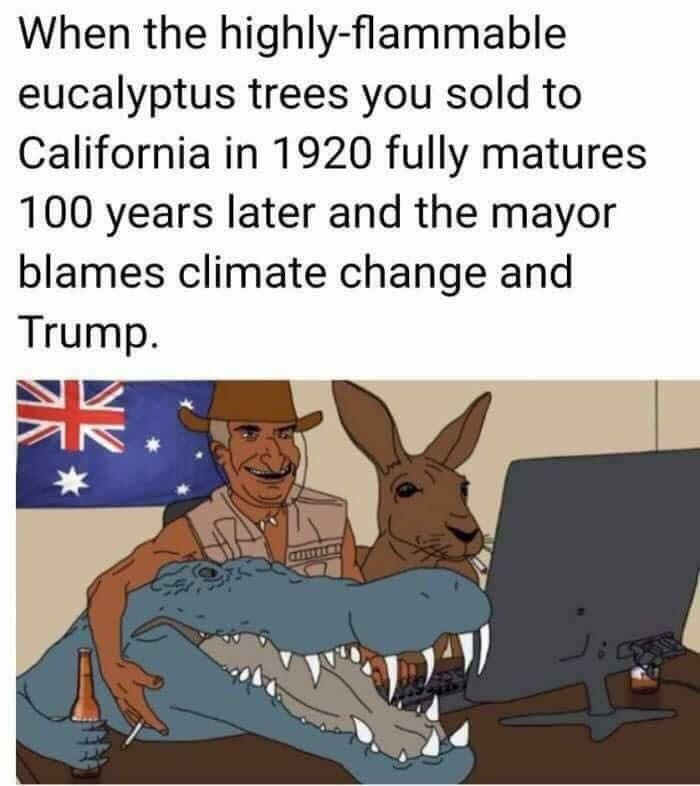 When the highly-flammable
eucalyptus trees you sold to
California in 1920 fully matures
100 years later and the mayor
blames climate change and
Trump.